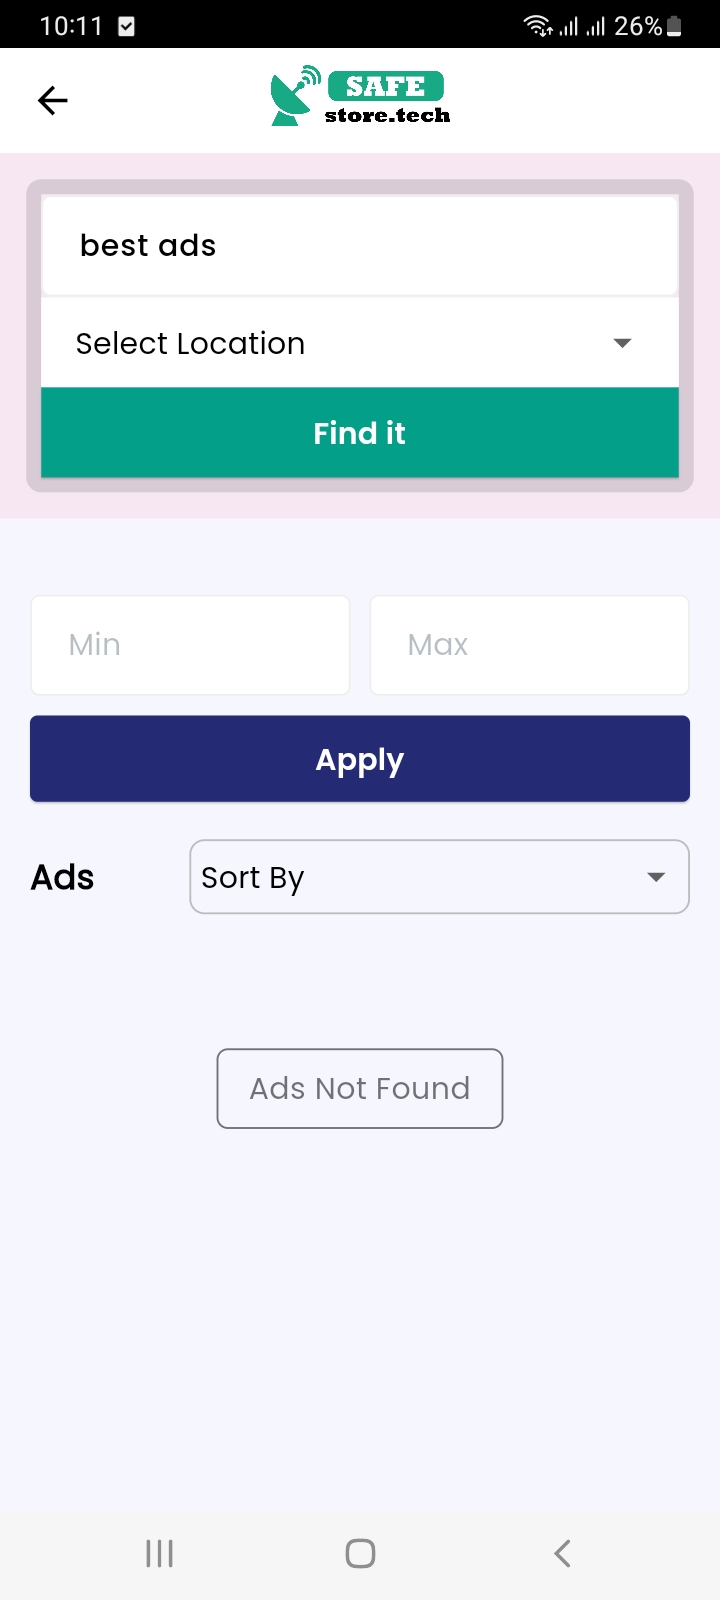 10:11 26%
SAFE
store.tech
best ads
Select Location
Find it
Min Max
Apply
Ads Sort By
Ads Not Found